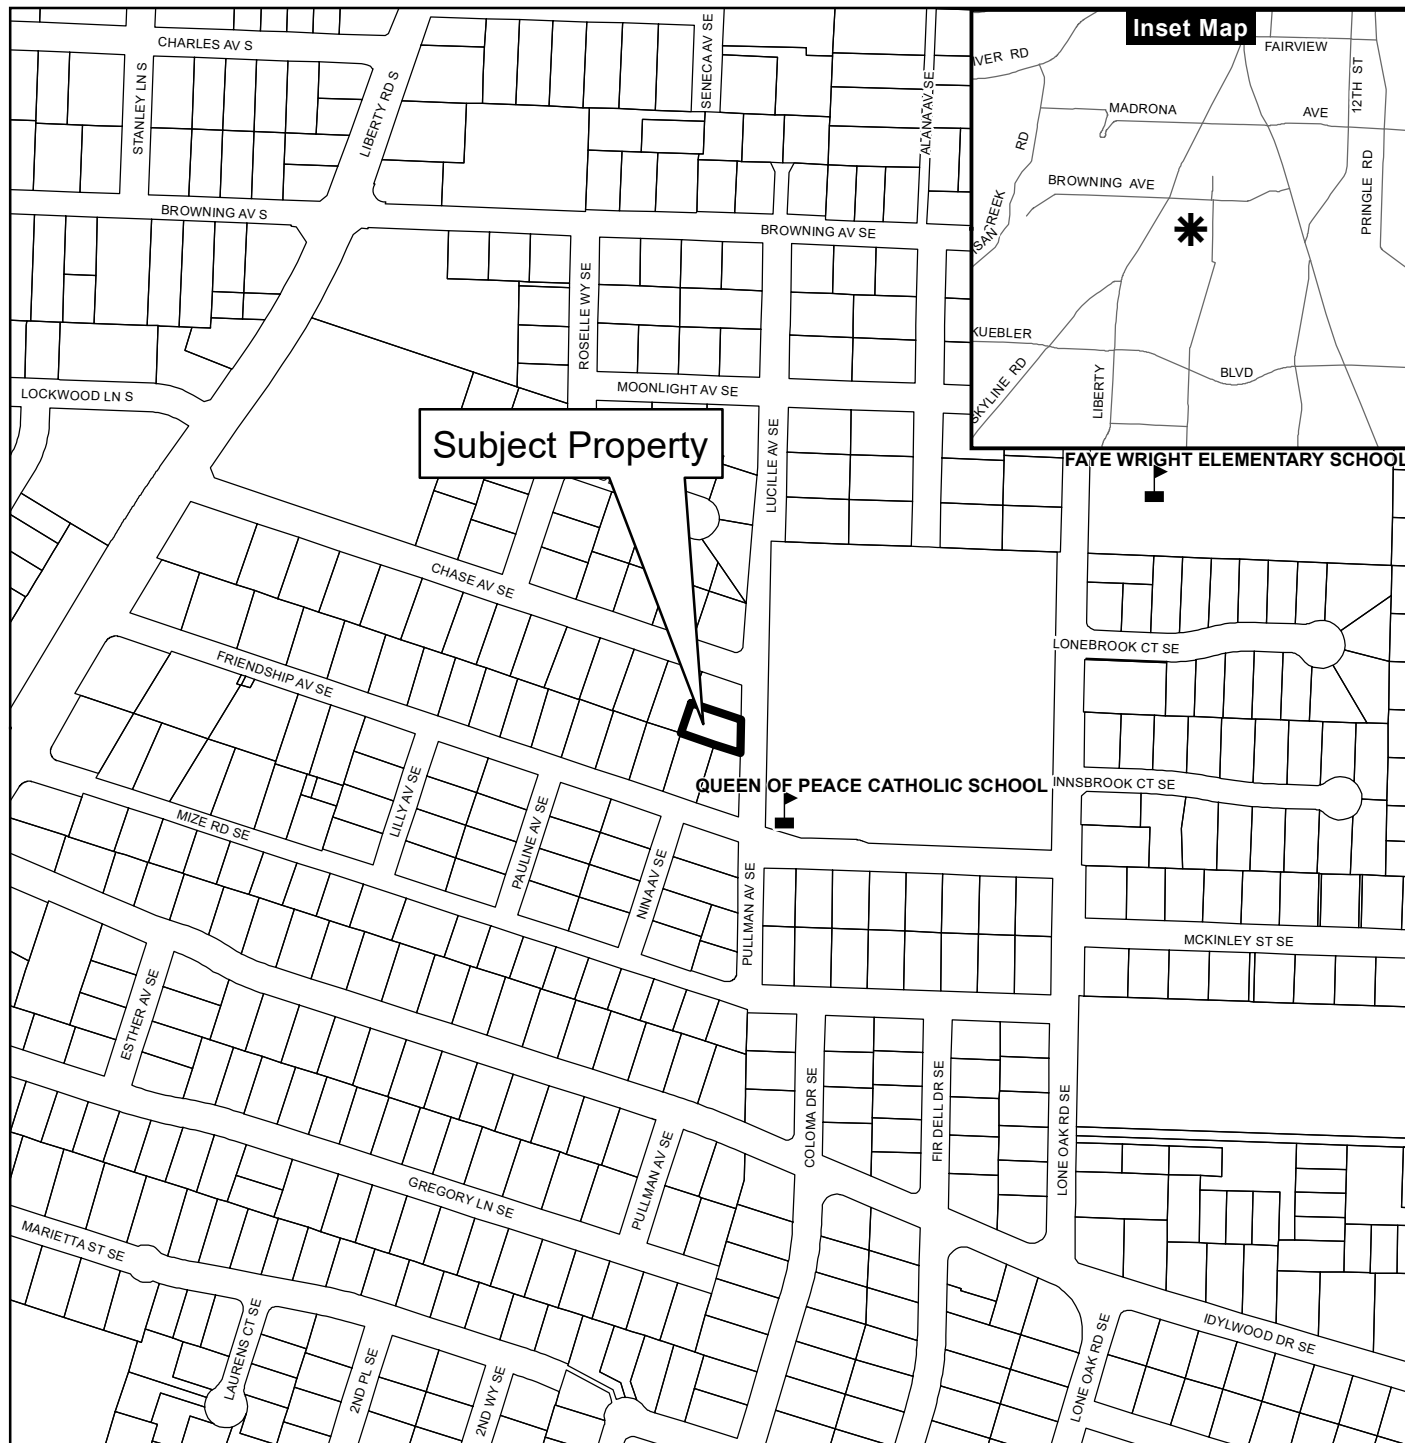 CHARLES AV S
STANLEY LN S
LIBERTY RD S
SENECA AV SE
ALANA AV SE
BROWNING AV S
BROWNING AV SE
ROSELLE WY SE
MOONLIGHT AV SE
LOCKWOOD LN S
LUCILLE AV SE
Subject Property
CHASE AV SE
FRIENDSHIP AV SE
LILLY AV SE
PAULINE AV SE
NINA AV SE
MIZE RD SE
PULLMAN AV SE
QUEEN OF PEACE CATHOLIC SCHOOL
FAYE WRIGHT ELEMENTARY SCHOOL
LONEBROOK CT SE
INNSBROOK CT SE
MCKINLEY ST SE
ESTHER AV SE
COLOMA DR SE
FIR DELL DR SE
LONE OAK RD SE
PULLMAN AV SE
GREGORY LN SE
MARIETTA ST SE
LAURENS CT SE
2ND PL SE
2ND WY SE
LONE OAK RD SE
IDYLWOOD DR SE
Inset Map
IVER RD
FAIRVIEW
12TH ST
MADRONA
AVE
RD
BROWNING AVE
PRINGLE RD
CREEK
KUEBLER
BLVD
SKYLINE RD
LIBERTY